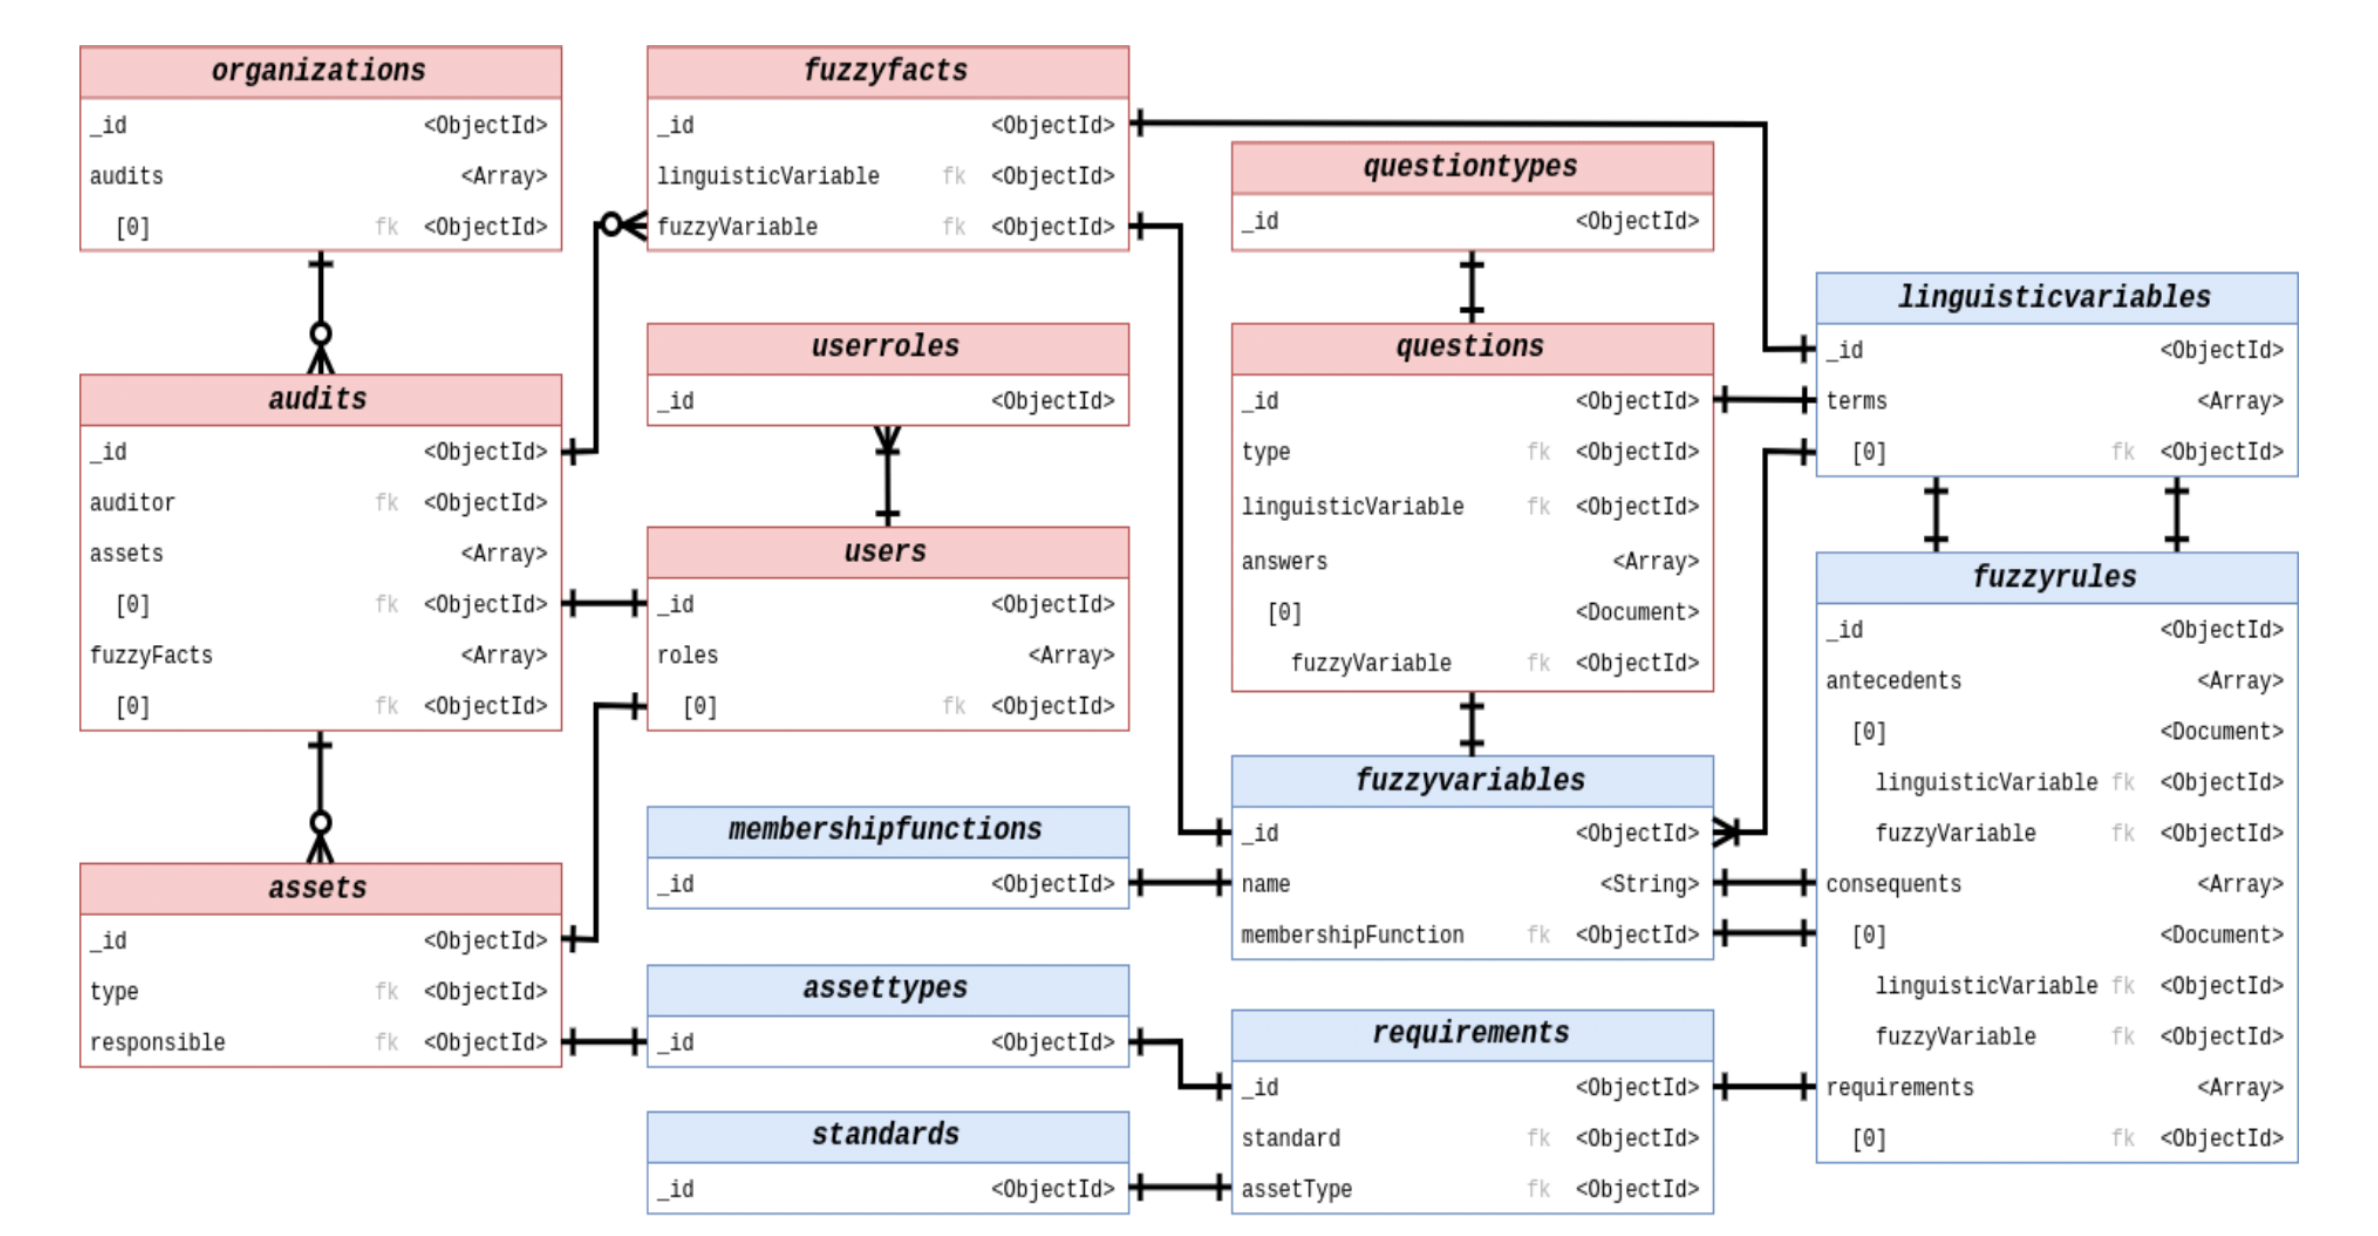 organizations
_id <ObjectId>
audits <Array>
[0] fk <ObjectId>
fuzzyfacts
_id <ObjectId>
linguisticVariable fk <ObjectId>
fuzzyVariable fk <ObjectId>
questiontypes
_id <ObjectId>
linguisticvariables
_id <ObjectId>
terms <Array>
[0] fk <ObjectId>
userroles
_id <ObjectId>
questions
_id <ObjectId>
type fk <ObjectId>
linguisticVariable fk <ObjectId>
answers <Array>
[0] <Document>
fuzzyVariable fk <ObjectId>
audits
_id <ObjectId>
auditor fk <ObjectId>
assets <Array>
[0] fk <ObjectId>
fuzzyFacts <Array>
[0] fk <ObjectId>
users
_id <ObjectId>
roles <Array>
[0] fk <ObjectId>
fuzzyrules
_id <ObjectId>
antecedents <Array>
[0] <Document>
linguisticVariable fk <ObjectId>
fuzzyVariable fk <ObjectId>
consequents <Array>
[0] <Document>
linguisticVariable fk <ObjectId>
fuzzyVariable fk <ObjectId>
requirements <Array>
[0] fk <ObjectId>
fuzzyvariables
_id <ObjectId>
name <String>
membershipFunction fk <ObjectId>
membershipfunctions
_id <ObjectId>
assets
_id <ObjectId>
type fk <ObjectId>
responsible fk <ObjectId>
assettypes
_id <ObjectId>
requirements
_id <ObjectId>
standard fk <ObjectId>
assetType fk <ObjectId>
standards
_id <ObjectId>